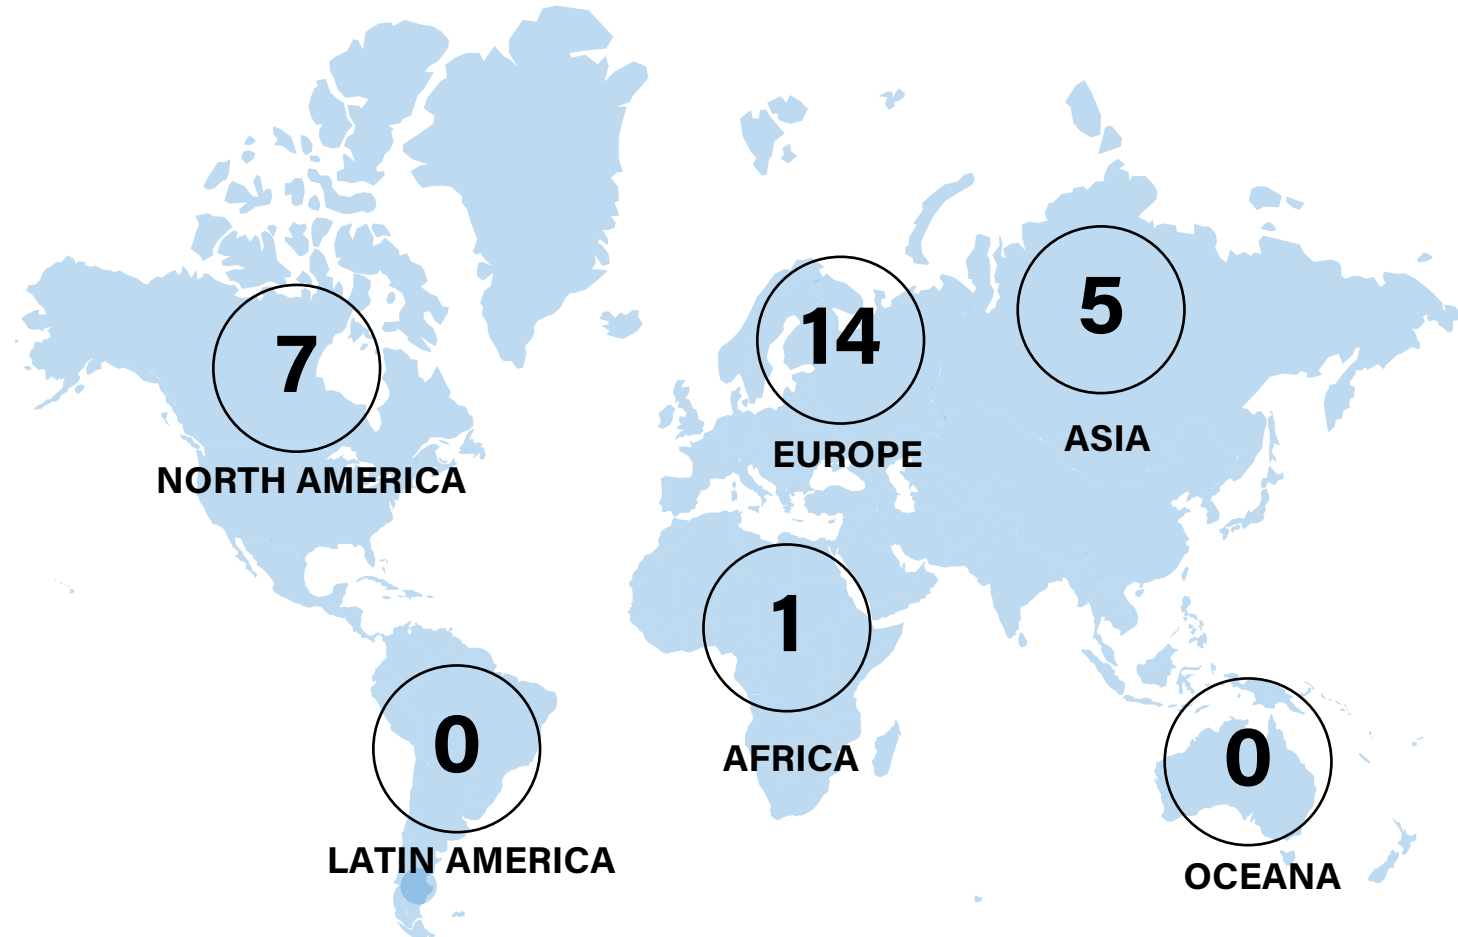 7
NORTH AMERICA
14
EUROPE
5
ASIA
1
AFRICA
0
LATIN AMERICA
0
OCEANA